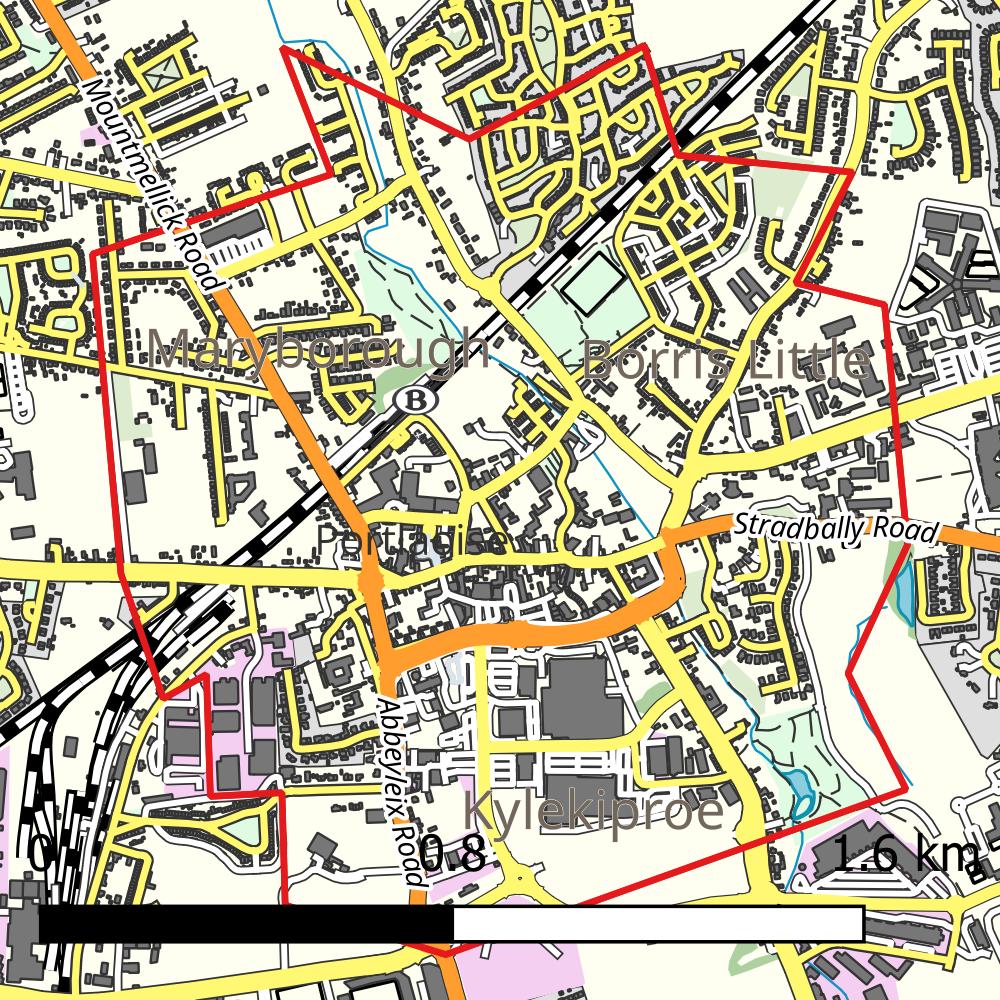 Mountmellick Road
Maryborough
Borris Little
B
Portlaoise
Stradbally Road
Abbeyleix Road
Kylekiproe
0
0.8
1.6 km